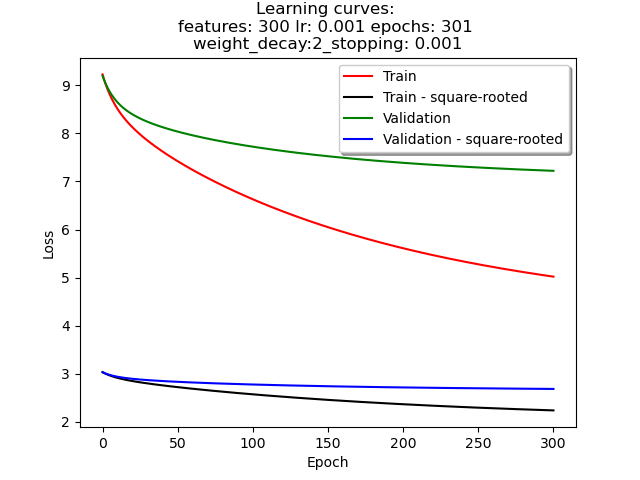 Learning curves:
features: 300 lr: 0.001 epochs: 301
weight_decay:2_stopping: 0.001
Train
Train - square-rooted
Validation
Validation - square-rooted
9
8
7
6
5
4
3
2
Loss
0
50
100
150
200
250
300
Epoch